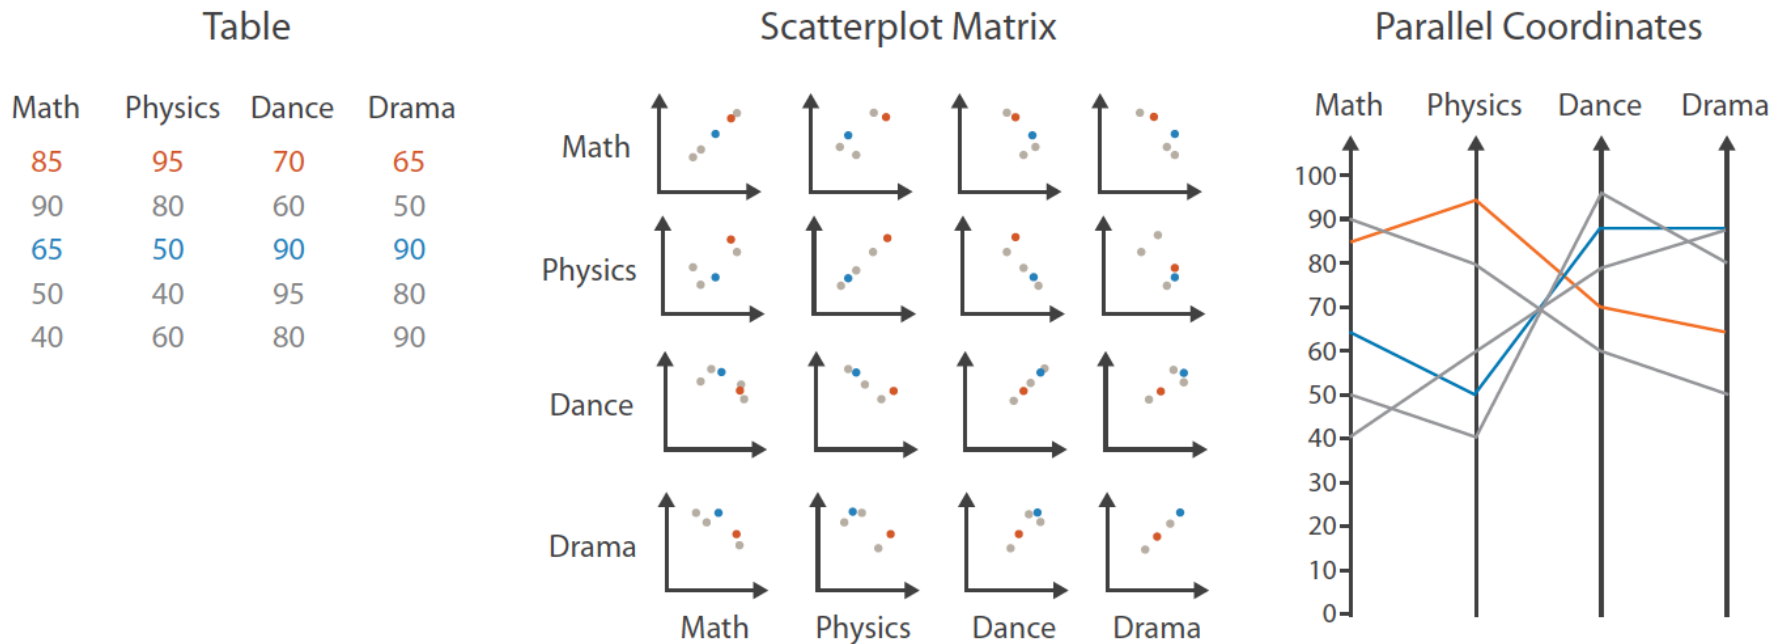 Table
Math Physics Dance Drama
85 95 70 65
90 80 60 50
65 50 90 90
50 40 95 80
40 60 80 90
Scatterplot Matrix
Math
Physics
Dance
Drama
Math Physics Dance Drama
Parallel Coordinates
Math Physics Dance Drama
100
90
80
70
60
50
40
30
20
10
0